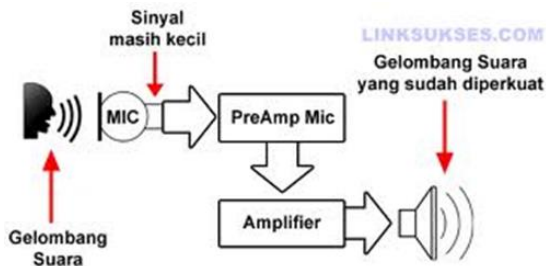 Sinyal
masih kecil
LINKSUKSES.COM
Gelombang Suara
yang sudah diperkuat
MIC
PreAmp Mic
Amplifier
Gelombang
Suara